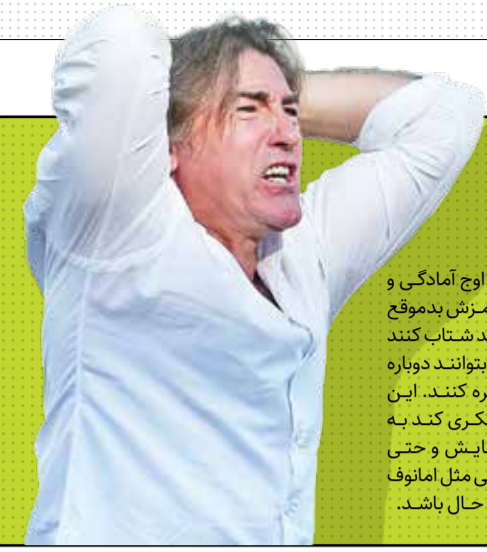 اوج آمادگی و
مزش بدموقع
د شتاب کنند
بتوانند دوباره
ره کنند. این
کری کند به
ایش و حتی
ی مثل امانوف
حال باشد.